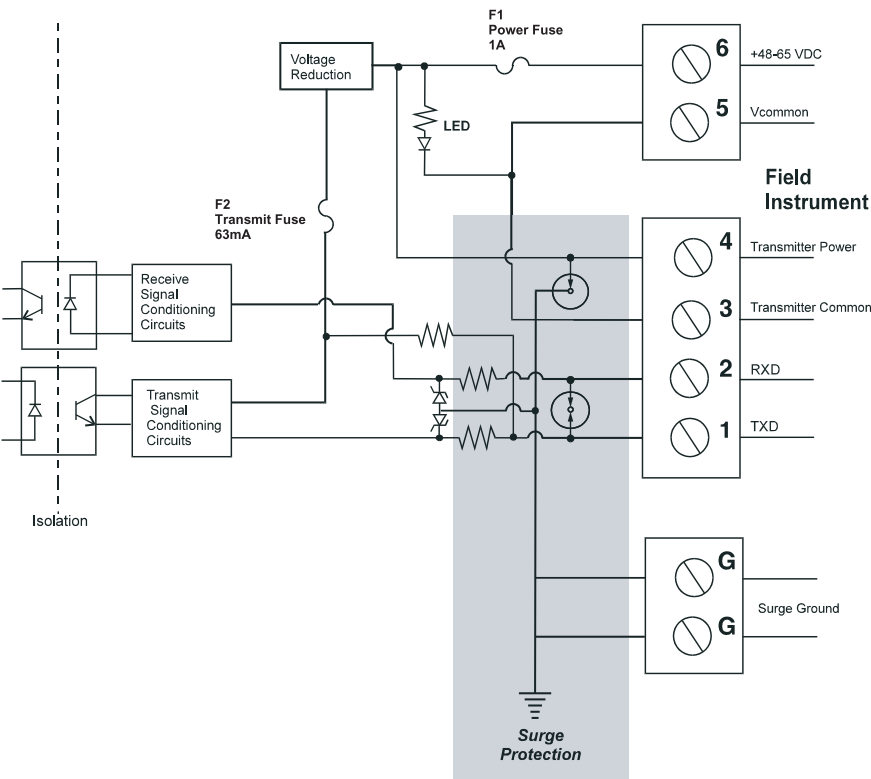 F1
Power Fuse
1A
Voltage
Reduction
LED
6
+48-65 VDC
5
Vcommon
Field
Instrument
F2
Transmit Fuse
63mA
4
Transmitter Power
Receive
Signal
Conditioning
Circuits
3
Transmitter Common
2
RXD
Transmit
Signal
Conditioning
Circuits
1
TXD
Isolation
G
Surge Ground
G
Surge
Protection